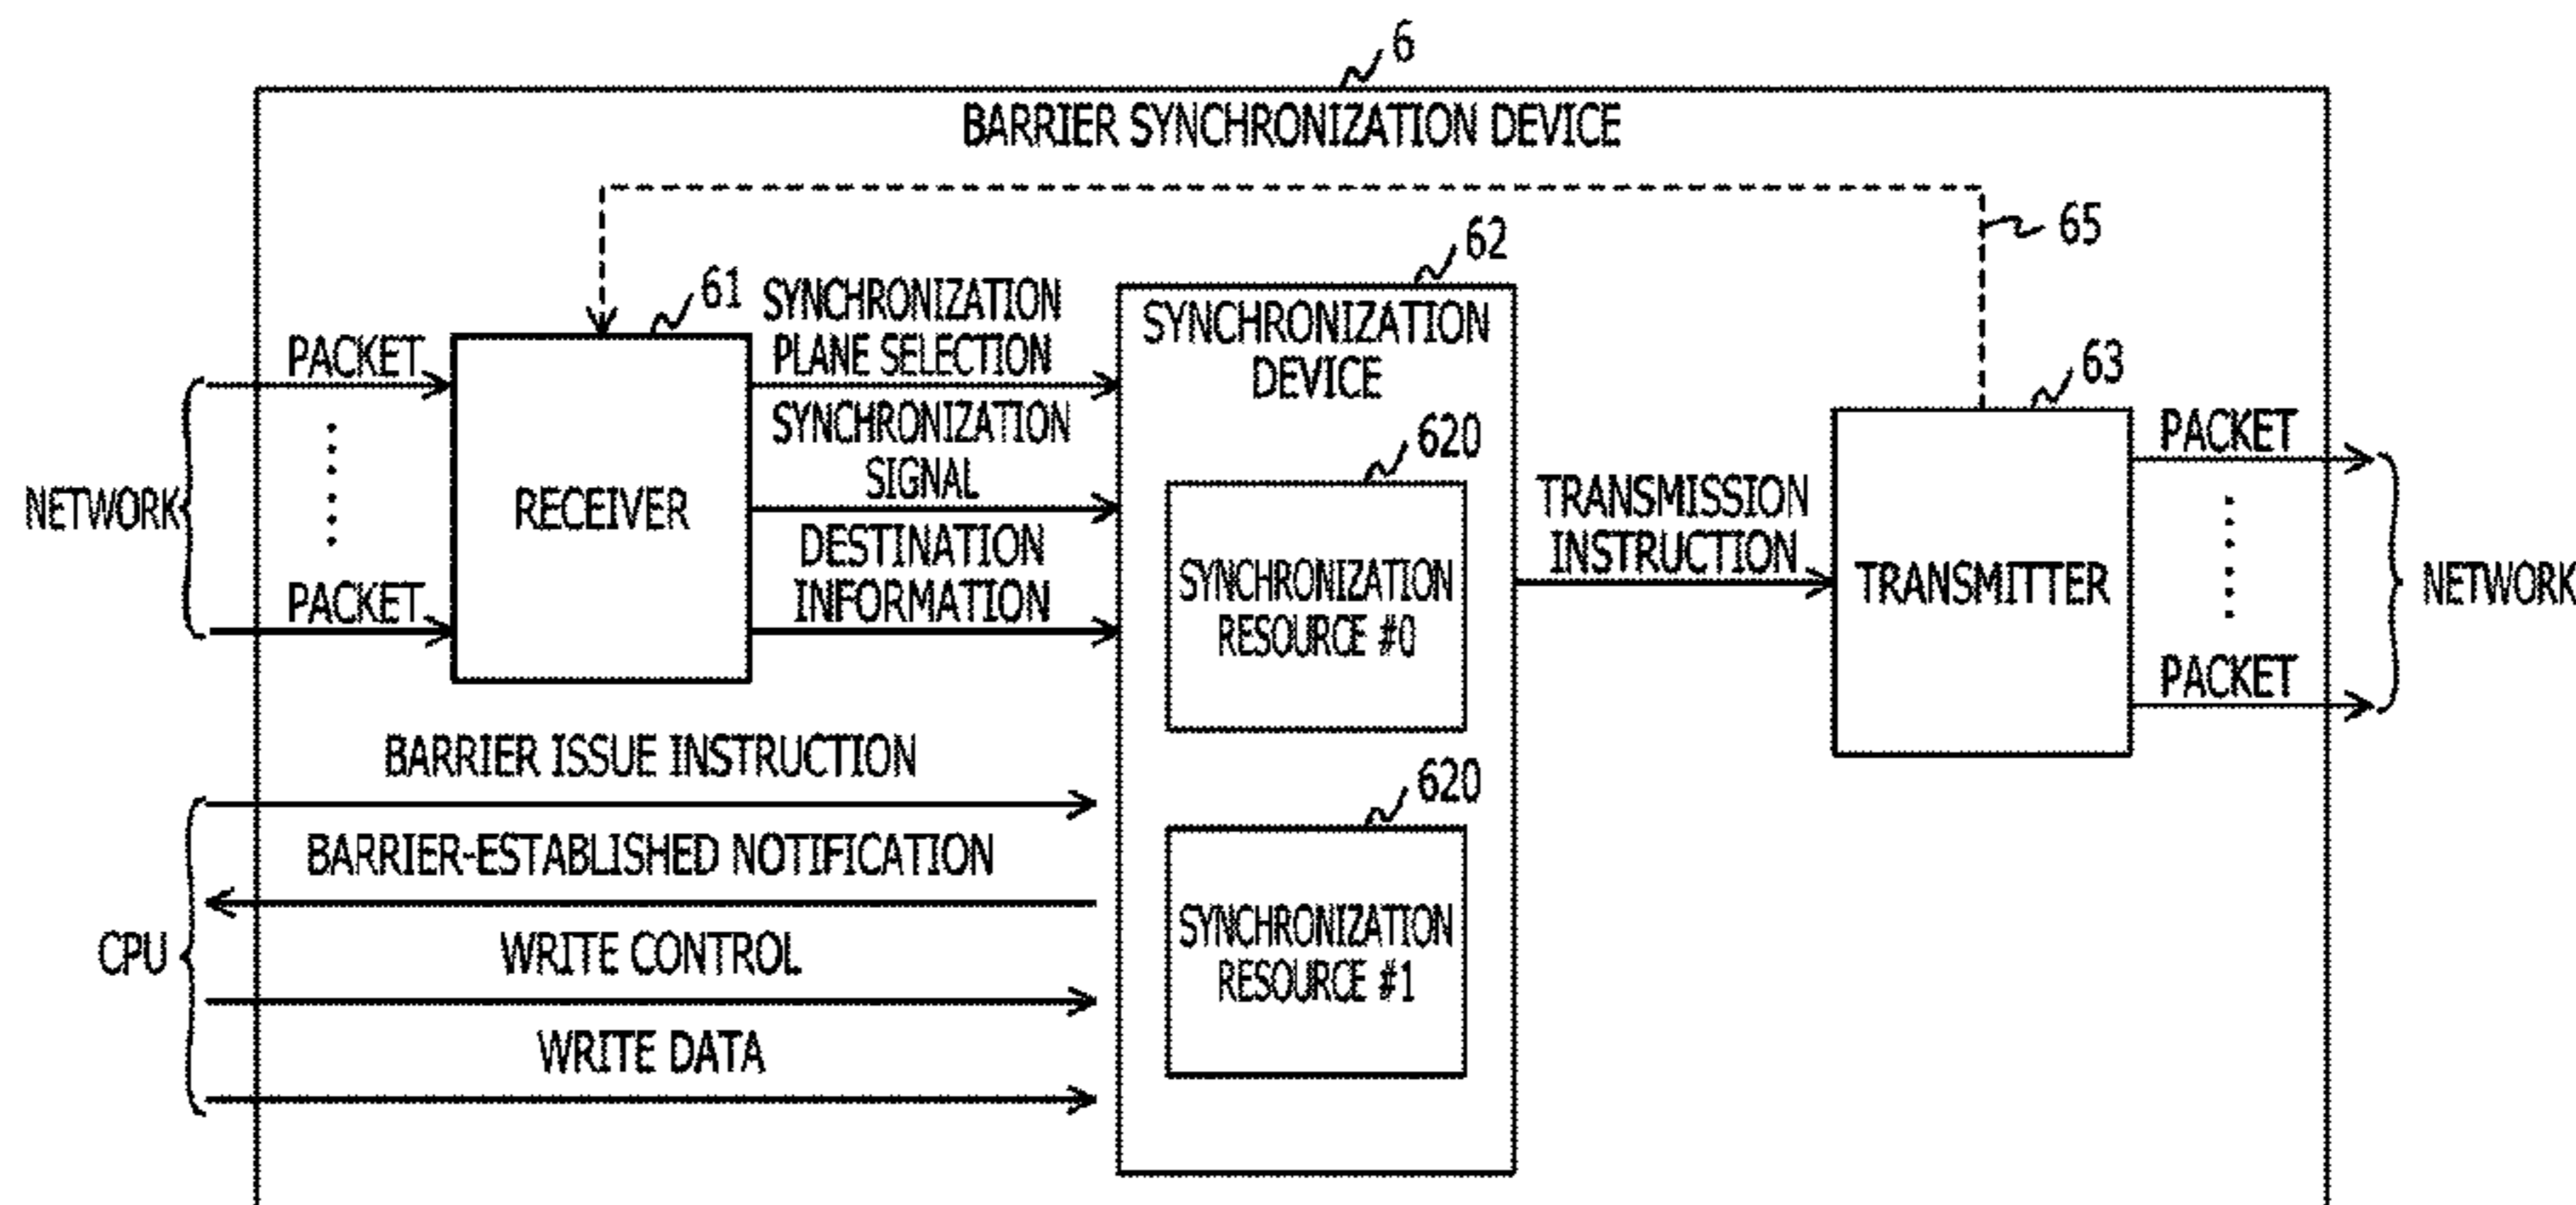 6
BARRIER SYNCHRONIZATION DEVICE
65
62
61
SYNCHRONIZATION
PLANE SELECTION
SYNCHRONIZATION
DEVICE
63
PACKET
SYNCHRONIZATION
SIGNAL
620
PACKET
NETWORK
RECEIVER
TRANSMISSION
INSTRUCTION
DESTINATION
INFORMATION
SYNCHRONIZATION
RESOURCE #0
TRANSMITTER
NETWORK
PACKET
PACKET
BARRIER ISSUE INSTRUCTION
620
BARRIER-ESTABLISHED NOTIFICATION
CPU
WRITE CONTROL
SYNCHRONIZATION
RESOURCE #1
WRITE DATA